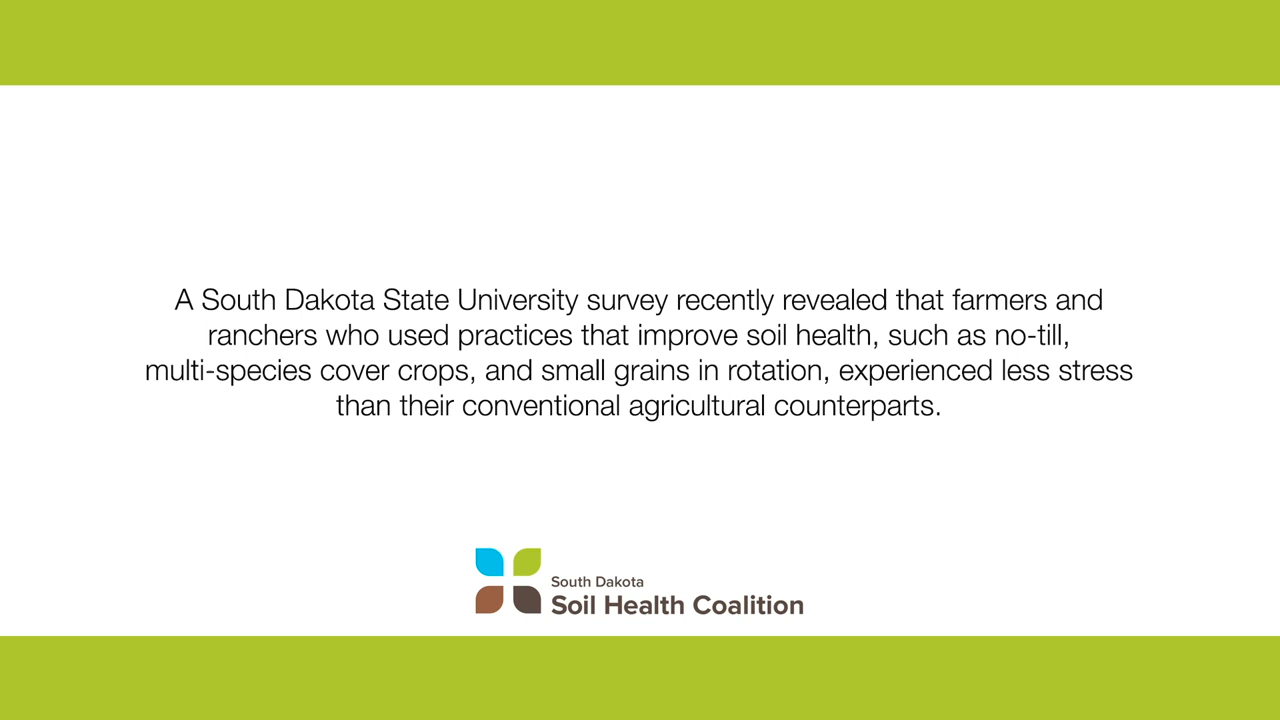 A South Dakota State University survey recently revealed that farmers and
ranchers who used practices that improve soil health, such as no-till,
multi-species cover crops, and small grains in rotation, experienced less stress
than their conventional agricultural counterparts.
South Dakota
Soil Health Coalition